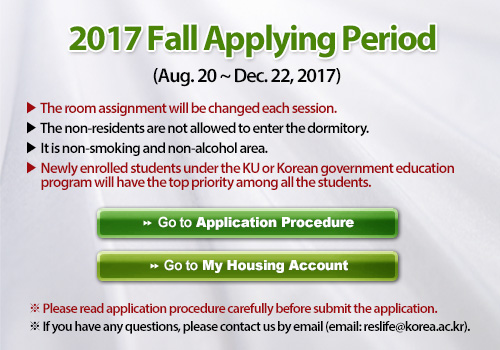 2017 Fall Applying Period
(Aug. 20 ~ Dec. 22, 2017)
▶ The room assignment will be changed each session.
▶ The non-residents are not allowed to enter the dormitory.
▶ It is non-smoking and non-alcohol area.
▶ Newly enrolled students under the KU or Korean government education
program will have the top priority among all the students.
▸▸ Go to Application Procedure
▸▸ Go to My Housing Account
※ Please read application procedure carefully before submit the application.
※ If you have any questions, please contact us by email (email: reslife@korea.ac.kr).